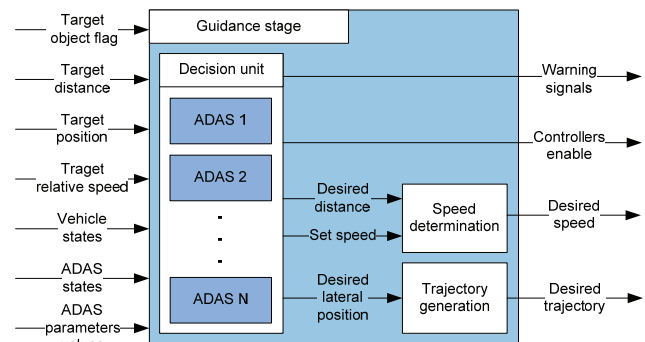 Target
object flag
Target
distance
Target
position
Traget
relative speed
Vehicle
states
ADAS
states
ADAS
parameters
Guidance stage
Decision unit
ADAS 1
ADAS 2
ADAS N
Desired
distance
Set speed
Desired
lateral
position
Speed
determination
Trajectory
generation
Warning
signals
Controllers
enable
Desired
speed
Desired
trajectory